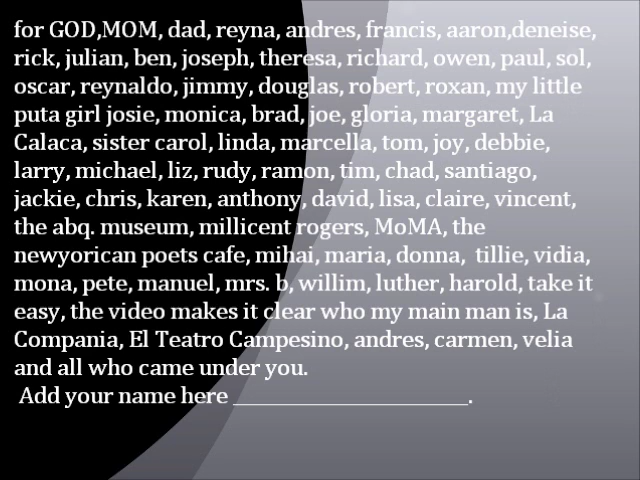 for GOD,MOM, dad, reyna, andres, francis, aaron,deneise,
rick, julian, ben, joseph, theresa, richard, owen, paul, sol,
oscar, reynaldo, jimmy, douglas, robert, roxan, my little
puta girl josie, monica, brad, joe, gloria, margaret, La
Calaca, sister carol, linda, marcella, tom, joy, debbie,
larry, michael, liz, rudy, ramon, tim, chad, santiago,
jackie, chris, karen, anthony, david, lisa, claire, vincent,
the abq. museum, millicent rogers, MoMA, the
newyorican poets cafe, mihai, maria, donna,  tillie, vidia,
mona, pete, manuel, mrs. b, willim, luther, harold, take it
easy, the video makes it clear who my main man is, La
Compania, El Teatro Campesino, andres, carmen, velia
and all who came under you.
Add your name here ______________________.